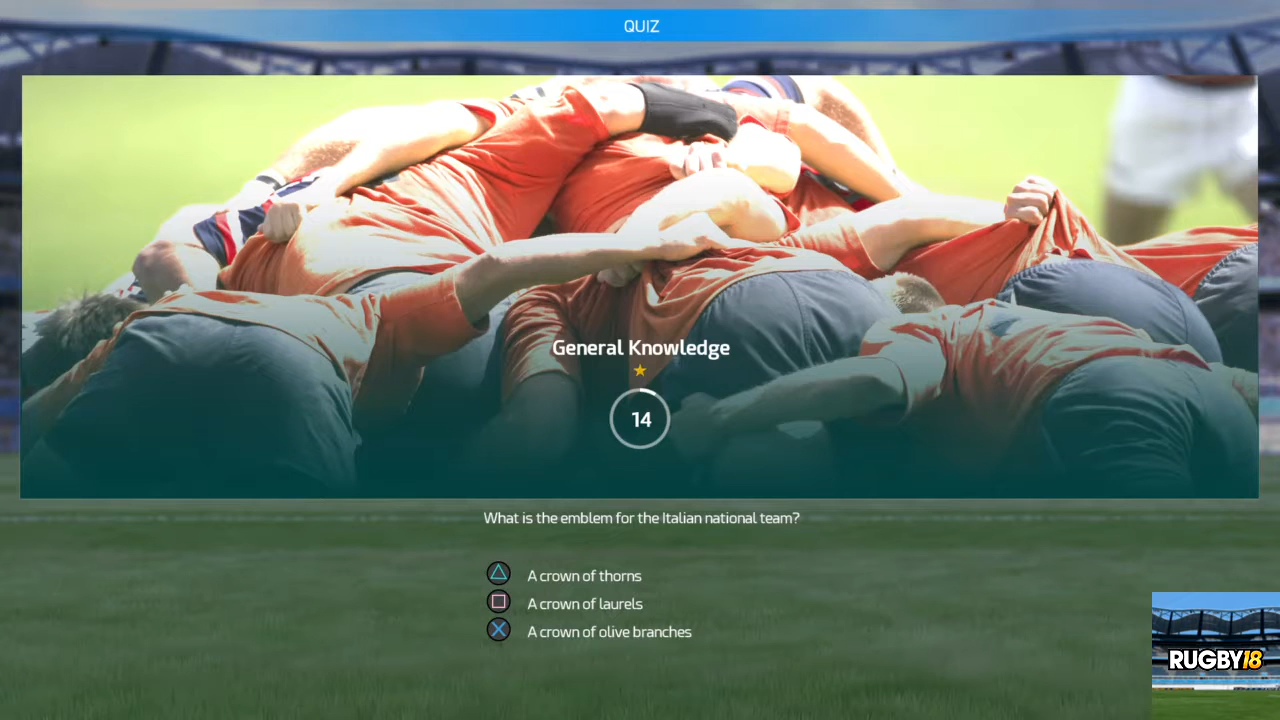 QUIZ
General Knowledge
14
What is the emblem for the Italian national team?
A crown of thorns
A crown of laurels
A crown of olive branches
RUGBY18